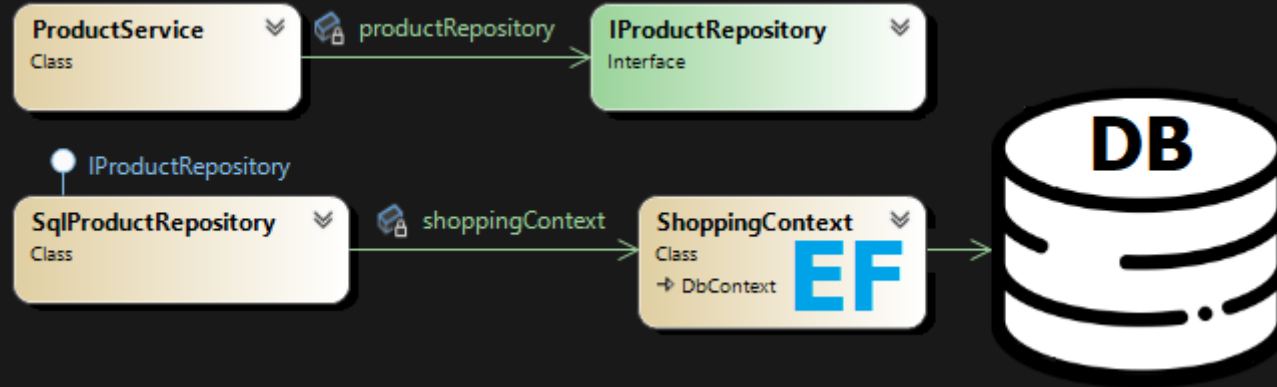 ProductService
Class
productRepository
IProductRepository
Interface
DB
IProductRepository
SqlProductRepository
Class
shoppingContext
ShoppingContext
Class
DbContext
EF